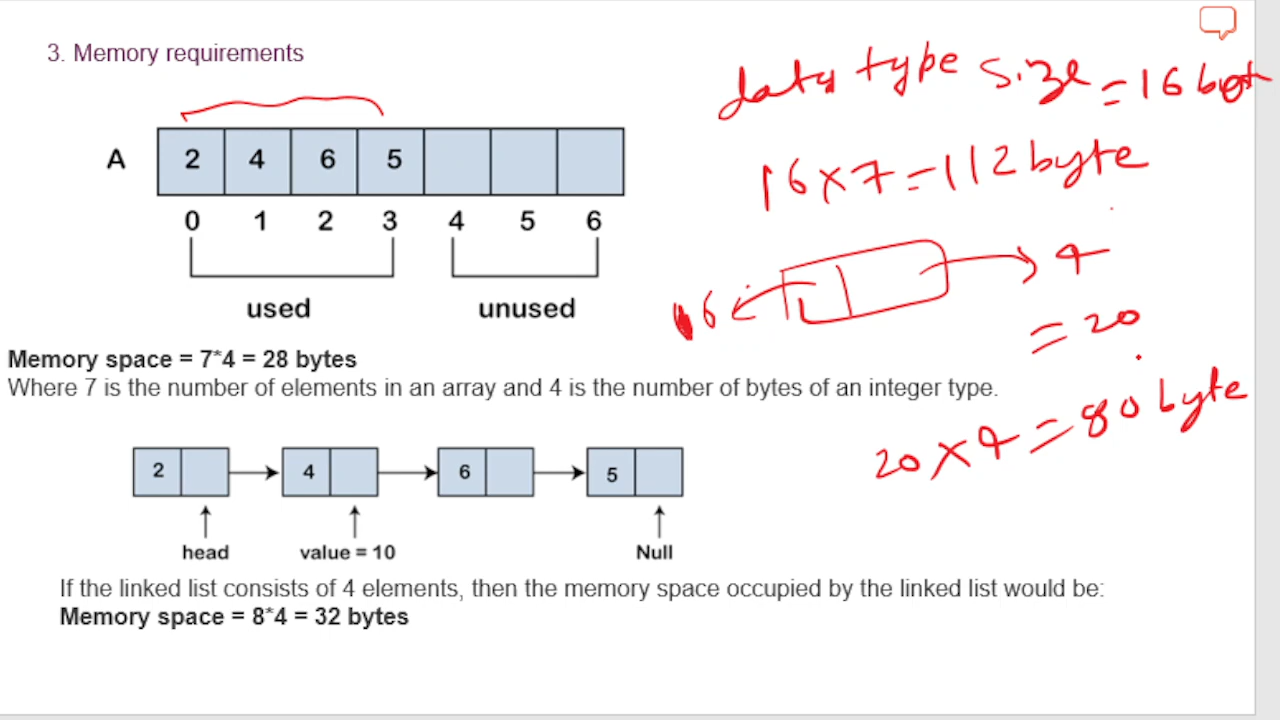 3. Memory requirements
data type size = 16 byt
A
2 4 6 5
16 x 7 = 112 byte
0 1 2 3 4 5 6
4
used unused
16
= 20
Memory space = 7*4 = 28 bytes
Where 7 is the number of elements in an array and 4 is the number of bytes of an integer type.
20 x 4 = 80 byte
2 4 6 5
head value = 10 Null
If the linked list consists of 4 elements, then the memory space occupied by the linked list would be:
Memory space = 8*4 = 32 bytes